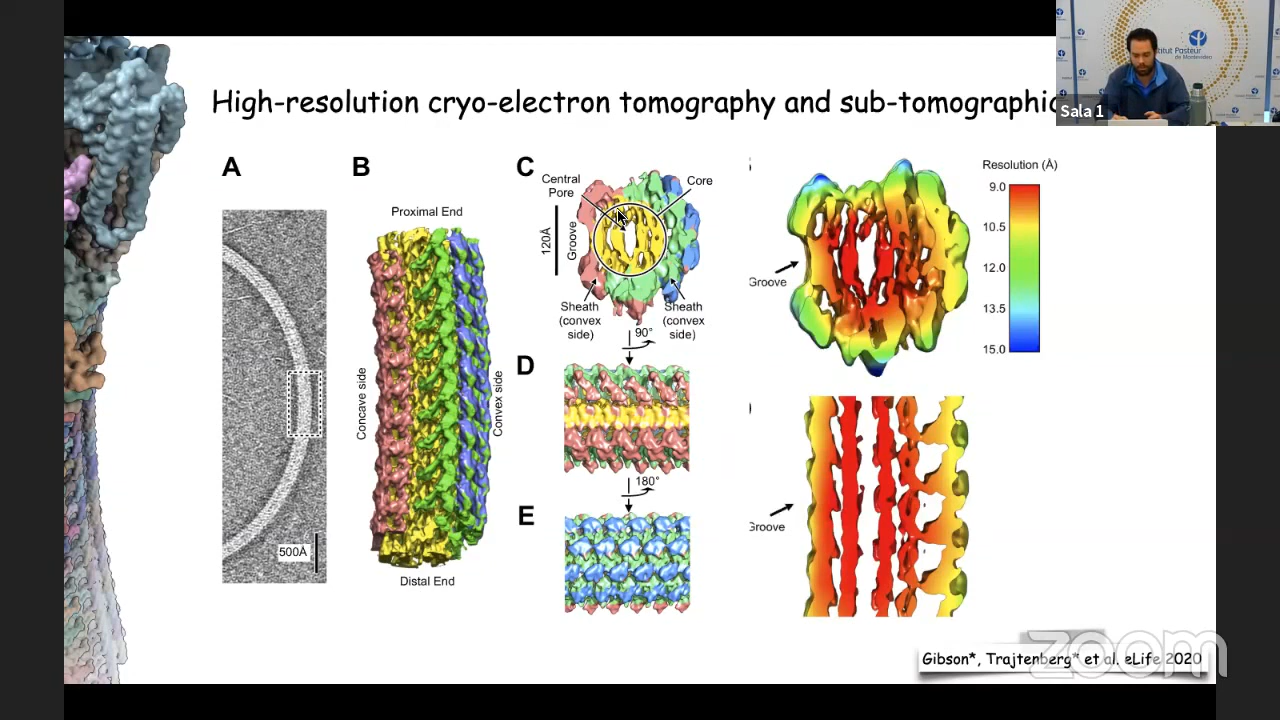 High-resolution cryo-electron tomography and sub-tomographic
Institut Pasteur
de Montevideo
Sala 1
A
B
C
Proximal End
Concave side
Convex side
Distal End
500Å
Central
Pore
Core
120Å
Groove
Sheath
(convex
side)
Sheath
(convex
side)
90°
D
180°
E
Resolution (Å)
9.0
10.5
12.0
13.5
15.0
Groove
Groove
Gibson*, Trajtenberg* et al. eLife 2020
zoom